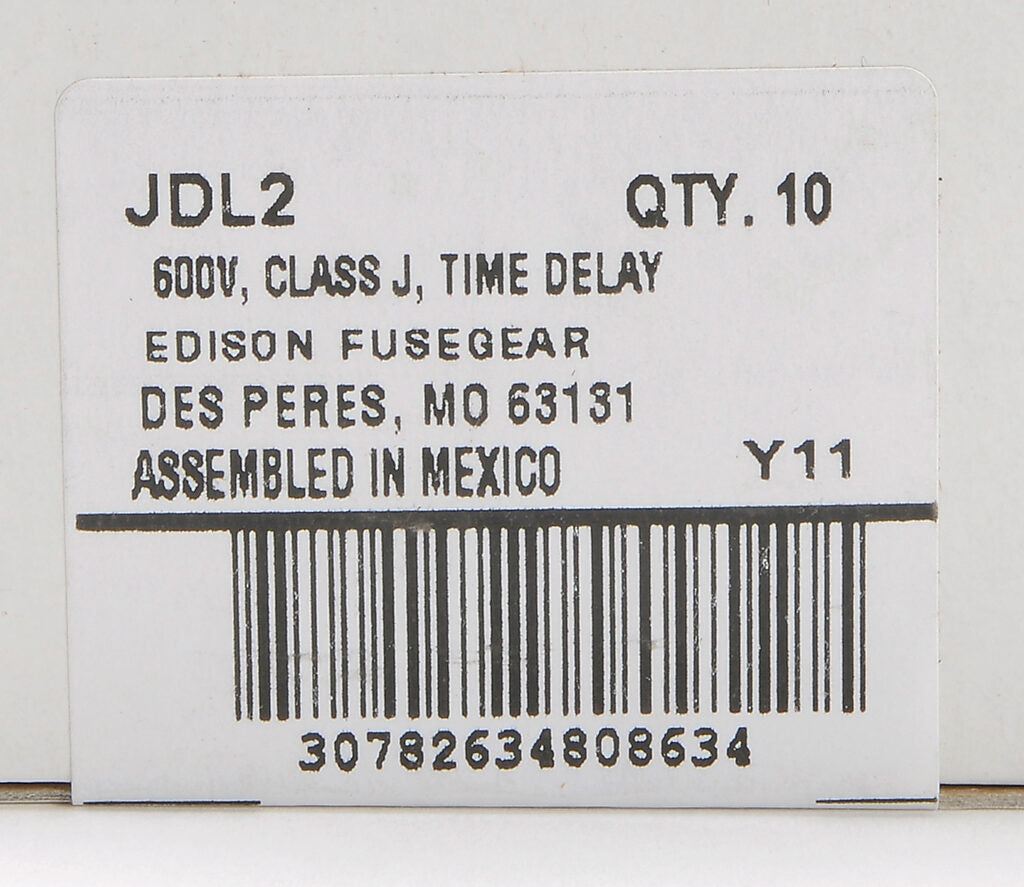 JDL2 QTY. 10
600V, CLASS J, TIME DELAY
EDISON FUSEGEAR
DES PERES, MO 63131
ASSEMBLED IN MEXICO Y11
30782634808634